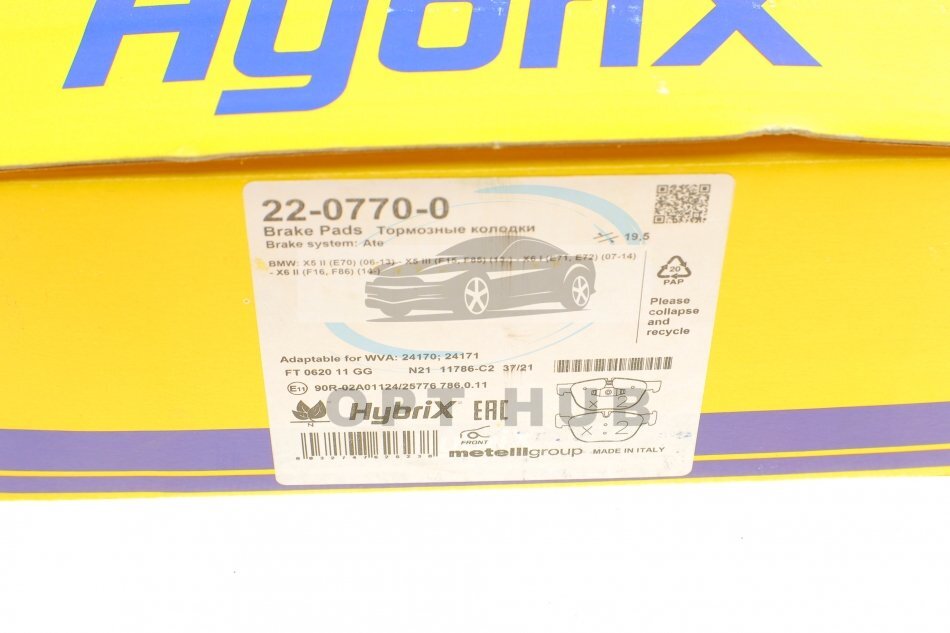 HybriX
22-0770-0
Brake Pads Тормозные колодки
Brake system: Ate
19,5
BMW: X5 II (E70) (06-13) - X5 III (F15, F85) (13-) - X6 I (E71, E72) (07-14)
- X6 II (F16, F86) (14-)
20
PAP
Please
collapse
and
recycle
Adaptable for WVA: 24170; 24171
FT 0620 11 GG N21 11786-C2 37/21
E11 90R-02A01124/25776 786.0.11
OPT HUB
N HybriX EAC
x 2
x 2
FRONT
metelligroup MADE IN ITALY